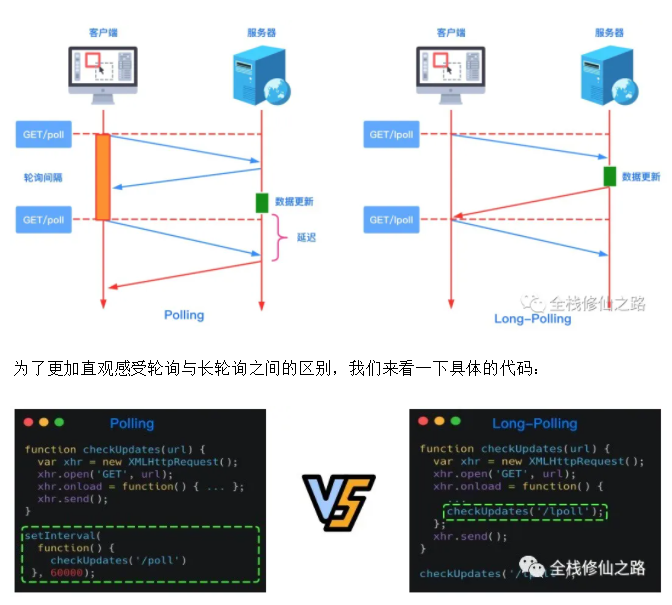 客户端
服务器
GET/poll
轮询间隔
数据更新
GET/poll
延迟
Polling
客户端
服务器
GET/lpoll
数据更新
GET/lpoll
全栈修仙之路
Long-Polling
为了更加直观感受轮询与长轮询之间的区别，我们来看一下具体的代码：
Polling
function checkUpdates(url) {
var xhr = new XMLHttpRequest();
xhr.open('GET', url);
xhr.onload = function() { ... };
xhr.send();
}
setInterval(
function() {
checkUpdates('/poll')
}, 60000);
VS
Long-Polling
function checkUpdates(url) {
var xhr = new XMLHttpRequest();
xhr.open('GET', url);
xhr.onload = function() {
...
checkUpdates('/lpoll');
};
xhr.send();
}
全栈修仙之路
checkUpdates('/lpoll');